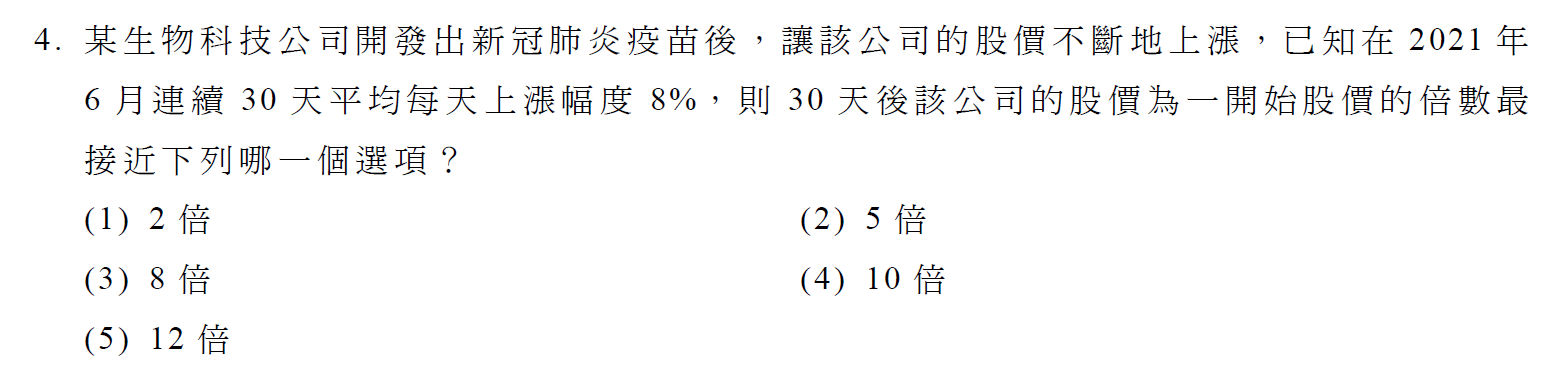 4. 某生物科技公司開發出新冠肺炎疫苗後，讓該公司的股價不斷地上漲，已知在 2021 年
6 月連續 30 天平均每天上漲幅度 8%，則 30 天後該公司的股價為一開始股價的倍數最
接近下列哪一個選項？
(1) 2 倍 (2) 5 倍
(3) 8 倍 (4) 10 倍
(5) 12 倍